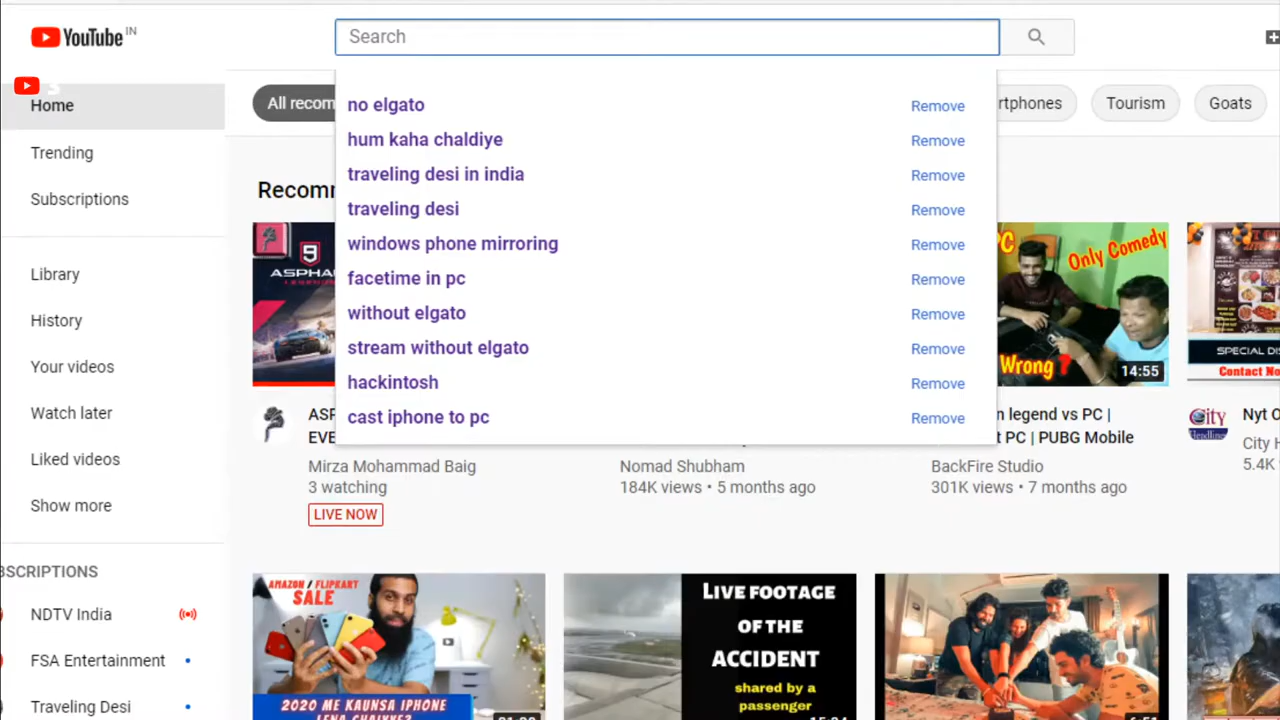 YouTube IN
Search
Home
Trending
Subscriptions
Library
History
Your videos
Watch later
Liked videos
Show more
BSCRIPTIONS
NDTV India
FSA Entertainment
Traveling Desi
no elgato Remove
hum kaha chaldiye Remove
traveling desi in india Remove
traveling desi Remove
windows phone mirroring Remove
facetime in pc Remove
without elgato Remove
stream without elgato Remove
hackintosh Remove
cast iphone to pc Remove
All recom
rtphones
Tourism
Goats
Recomm
9
ASPHAL
ASP
EVE
Mirza Mohammad Baig
3 watching
LIVE NOW
Nomad Shubham
184K views • 5 months ago
PC
Only Comedy
Wrong?
14:55
n legend vs PC |
t PC | PUBG Mobile
BackFire Studio
301K views • 7 months ago
SPECIAL DIS
Contact No
City
Headline
Nyt O
City H
5.4K
AMAZON / FLIPKART
SALE
2020 ME KAUNSA IPHONE
LIVE FOOTAGE
OF THE
ACCIDENT
shared by a
passenger